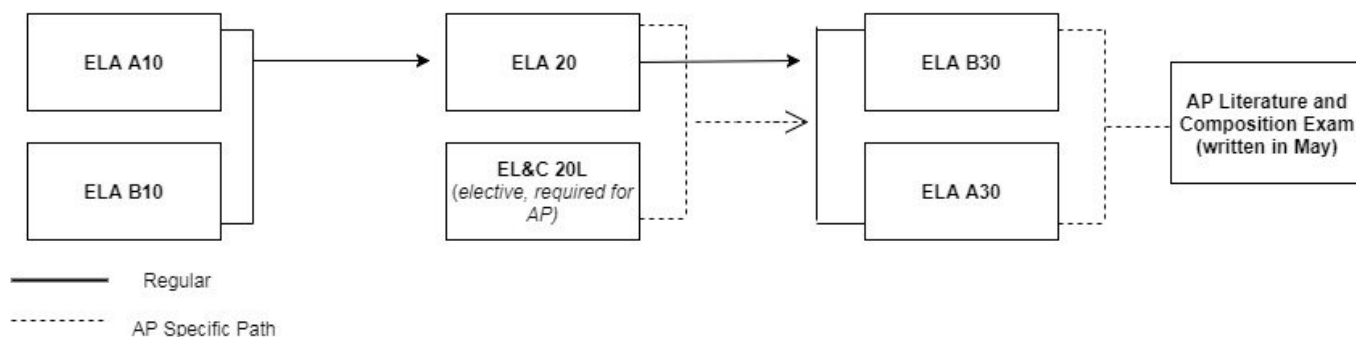 ELA A10
ELA 20
ELA B30
AP Literature and
Composition Exam
(written in May)
ELA B10
EL&C 20L
(elective, required for
AP)
ELA A30
Regular
AP Specific Path